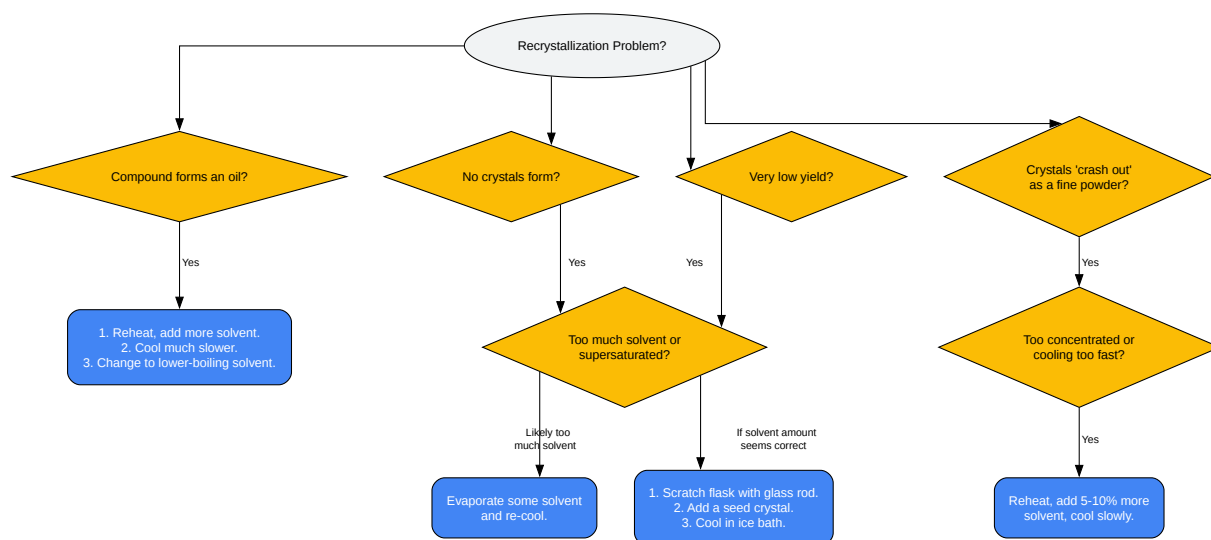 Recrystallization Problem?
Compound forms an oil?
No crystals form?
Very low yield?
Crystals 'crash out'
as a fine powder?
Yes
Yes
Yes
Yes
1. Reheat, add more solvent.
2. Cool much slower.
3. Change to lower-boiling solvent.
Too much solvent or
supersaturated?
Too concentrated or
cooling too fast?
Likely too
much solvent
If solvent amount
seems correct
Yes
Evaporate some solvent
and re-cool.
1. Scratch flask with glass rod.
2. Add a seed crystal.
3. Cool in ice bath.
Reheat, add 5-10% more
solvent, cool slowly.